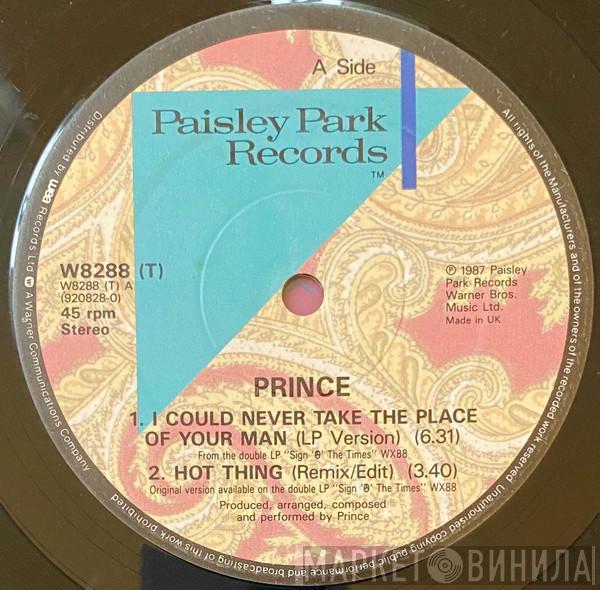 A Side
Paisley Park
Records
TM
W8288 (T)
W8288 (T) A
(920828-0)
45 rpm
Stereo
℗ 1987 Paisley
Park Records
Warner Bros.
Music Ltd.
Made in UK
PRINCE
1. I COULD NEVER TAKE THE PLACE
OF YOUR MAN (LP Version) (6.31)
From the double LP "Sign 'O' The Times" WX88
2. HOT THING (Remix/Edit) (3.40)
Original version available on the double LP "Sign 'O' The Times" WX88
Produced, arranged, composed
and performed by Prince
Distributed by wea Records Ltd. A Warner Communications Company
All rights of the Manufacturers and of the owners of the recorded work reserved. Unauthorised copying public performance and broadcasting of this work prohibited
МАРКЕТ ВИНИЛА